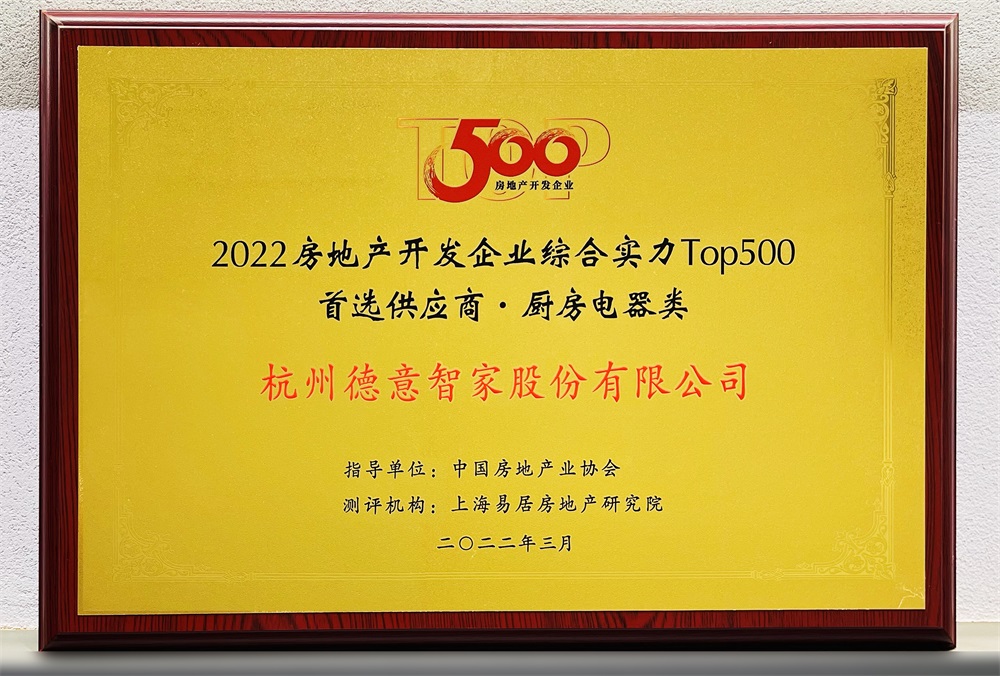 TOP
500
房地产开发企业
2022房地产开发企业综合实力Top500
首选供应商·厨房电器类
杭州德意智家股份有限公司
指导单位：中国房地产业协会
测评机构：上海易居房地产研究院
二〇二二年三月